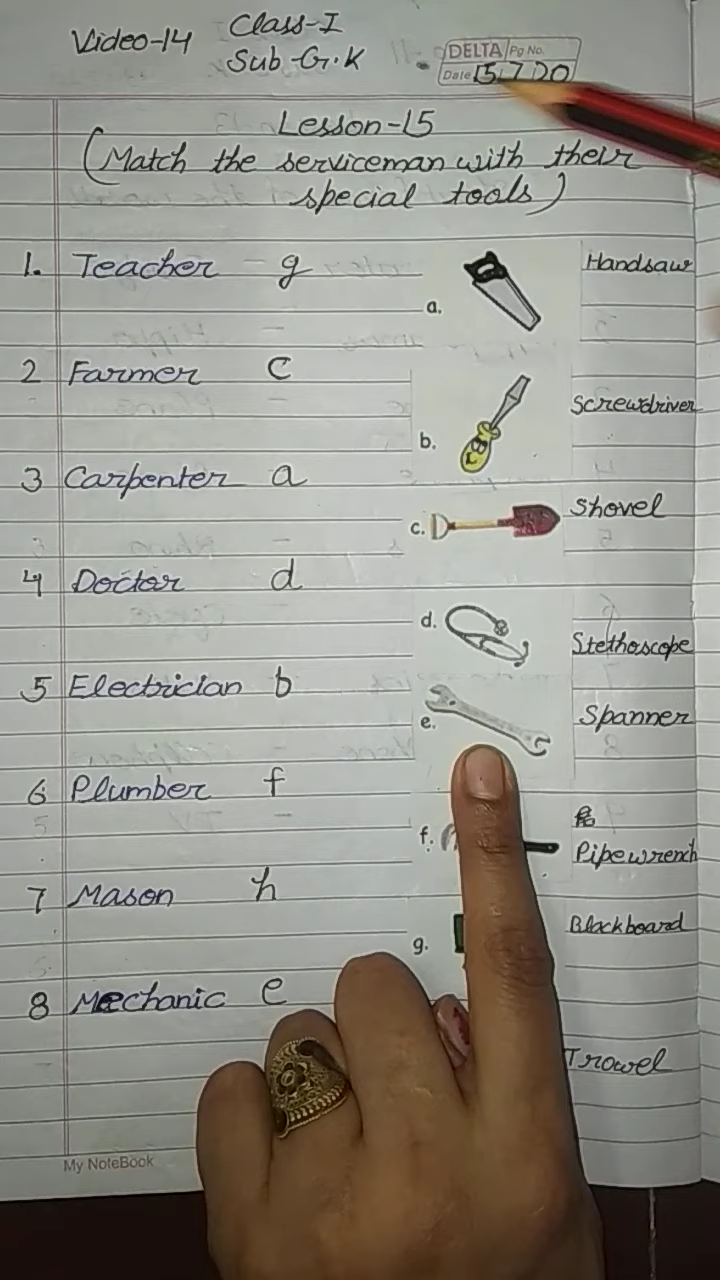 Video-14
Class-I
Sub-G.K
DELTA Pg No.
Date 15.7.20
Lesson-15
(Match the serviceman with their
special tools)
1. Teacher - g
a. Handsaw
2 Farmer c
b. Screwdriver
3 Carpenter a
c. Shovel
4 Doctor d
d. Stethoscope
5 Electrician b
e. Spanner
6 Plumber f
f. Pipewrench
7 Mason h
g. Blackboard
8 Mechanic e
Trowel
My NoteBook